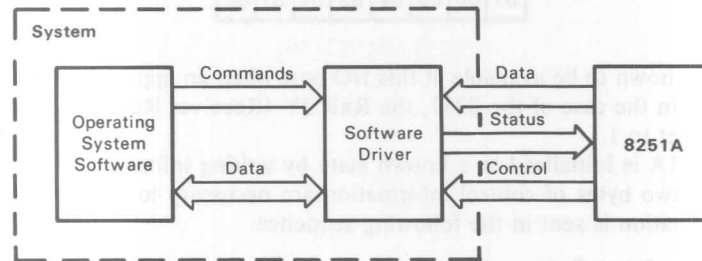 System
Commands
Data
Operating
System
Software
Software
Driver
Status
8251A
Data
Control